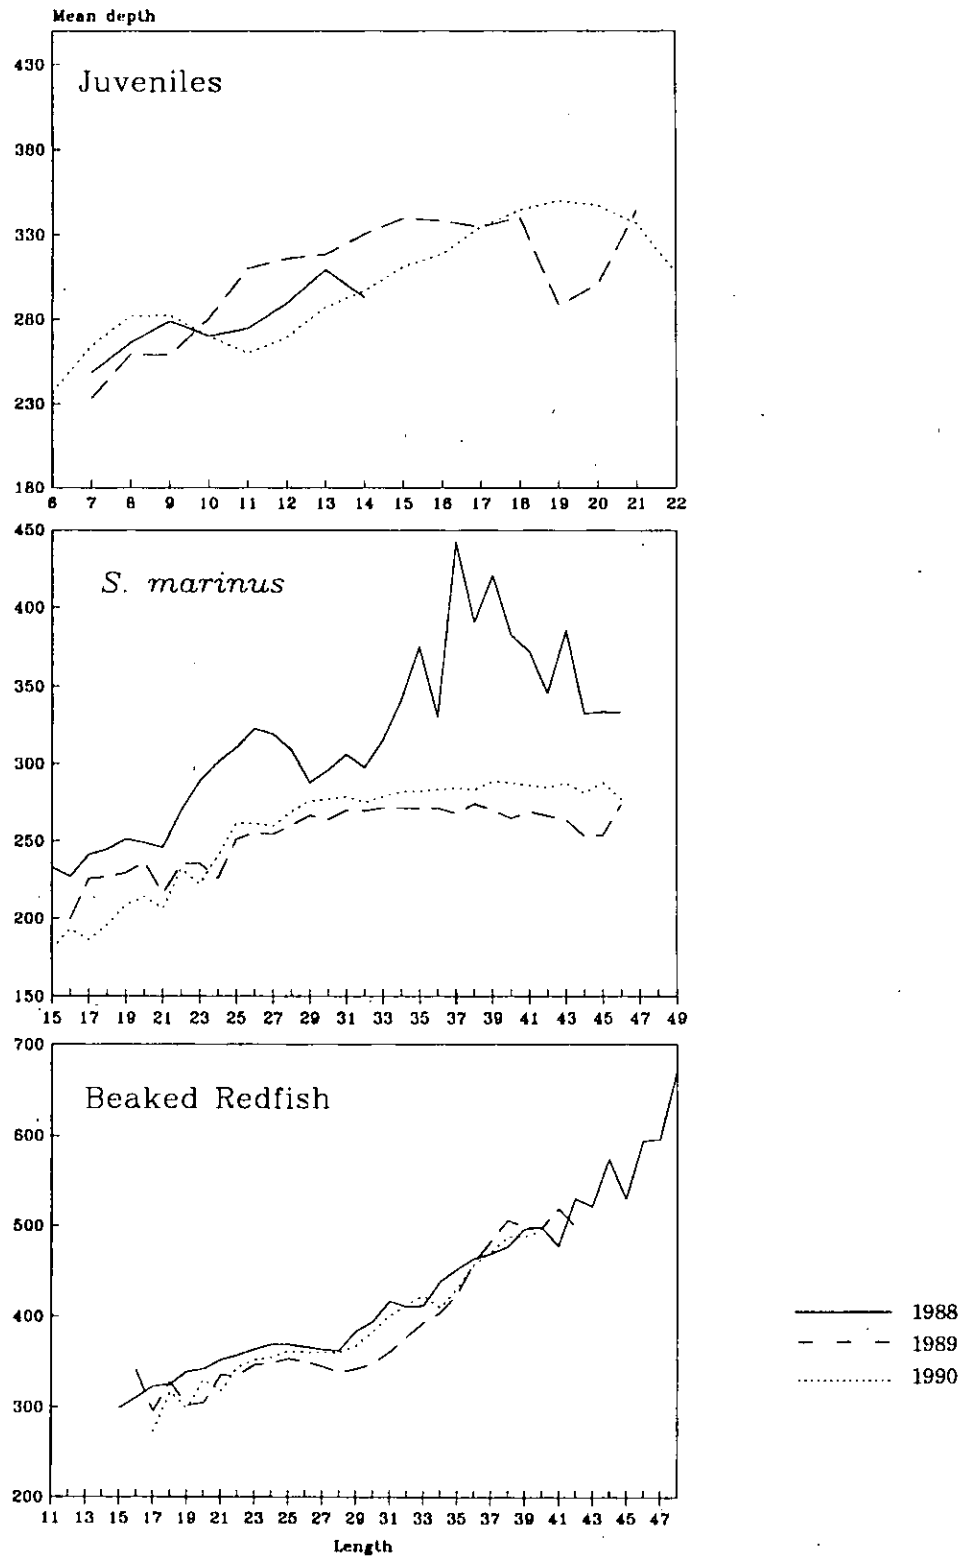 Mean depth
430
Juveniles
380
330
280
230
180
6 7 8 9 10 11 12 13 14 15 16 17 18 19 20 21 22
450
S. marinus
400
350
300
250
200
150
15 17 19 21 23 25 27 29 31 33 35 37 39 41 43 45 47 49
700
Beaked Redfish
600
500
400
300
200
11 13 15 17 19 21 23 25 27 29 31 33 35 37 39 41 43 45 47
Length
1988
1989
1990